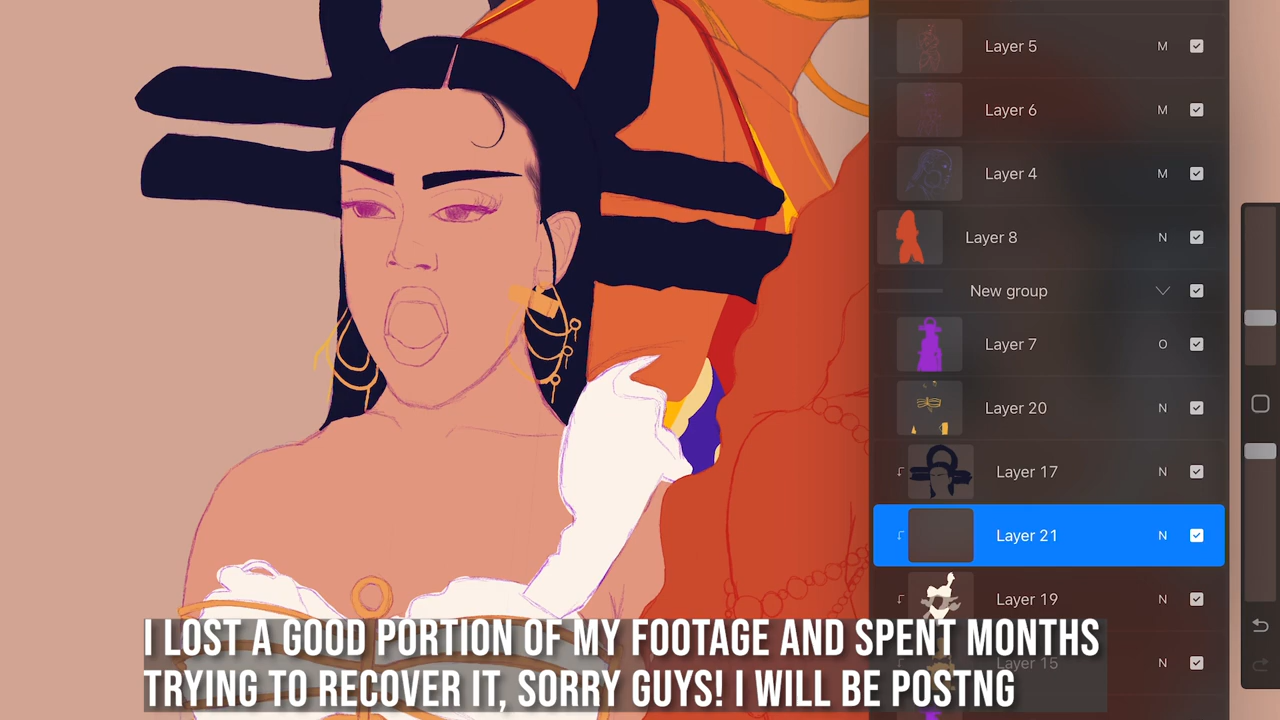 Layer 5 M
Layer 6 M
Layer 4 M
Layer 8 N
New group
Layer 7 O
Layer 20 N
Layer 17 N
Layer 21 N
Layer 19 N
Layer 15 N
I LOST A GOOD PORTION OF MY FOOTAGE AND SPENT MONTHS
TRYING TO RECOVER IT, SORRY GUYS! I WILL BE POSTNG